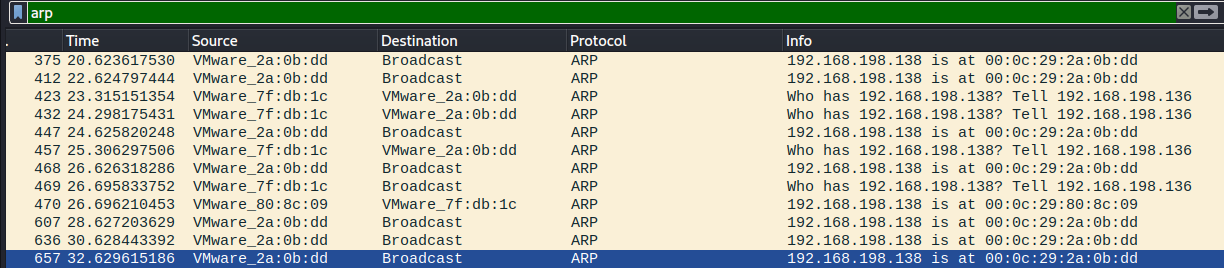 arp
. Time Source Destination Protocol Info
375 20.623617530 VMware_2a:0b:dd Broadcast ARP 192.168.198.138 is at 00:0c:29:2a:0b:dd
412 22.624797444 VMware_2a:0b:dd Broadcast ARP 192.168.198.138 is at 00:0c:29:2a:0b:dd
423 23.315151354 VMware_7f:db:1c VMware_2a:0b:dd ARP Who has 192.168.198.138? Tell 192.168.198.136
432 24.298175431 VMware_7f:db:1c VMware_2a:0b:dd ARP Who has 192.168.198.138? Tell 192.168.198.136
447 24.625820248 VMware_2a:0b:dd Broadcast ARP 192.168.198.138 is at 00:0c:29:2a:0b:dd
457 25.306297506 VMware_7f:db:1c VMware_2a:0b:dd ARP Who has 192.168.198.138? Tell 192.168.198.136
468 26.626318286 VMware_2a:0b:dd Broadcast ARP 192.168.198.138 is at 00:0c:29:2a:0b:dd
469 26.695833752 VMware_7f:db:1c Broadcast ARP Who has 192.168.198.138? Tell 192.168.198.136
470 26.696210453 VMware_80:8c:09 VMware_7f:db:1c ARP 192.168.198.138 is at 00:0c:29:80:8c:09
607 28.627203629 VMware_2a:0b:dd Broadcast ARP 192.168.198.138 is at 00:0c:29:2a:0b:dd
636 30.628443392 VMware_2a:0b:dd Broadcast ARP 192.168.198.138 is at 00:0c:29:2a:0b:dd
657 32.629615186 VMware_2a:0b:dd Broadcast ARP 192.168.198.138 is at 00:0c:29:2a:0b:dd